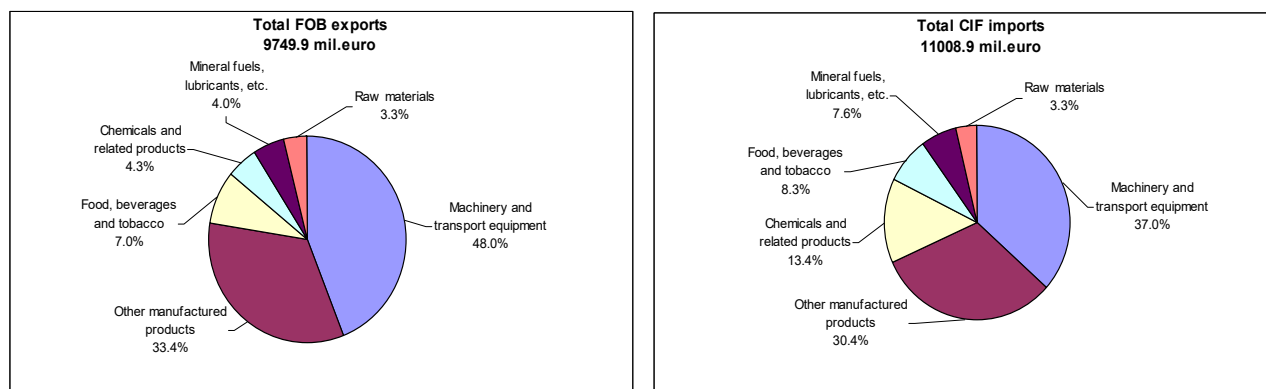 Total FOB exports
9749.9 mil.euro
Mineral fuels,
lubricants, etc.
4.0%
Raw materials
3.3%
Chemicals and
related products
4.3%
Food, beverages
and tobacco
7.0%
Machinery and
transport equipment
48.0%
Other manufactured
products
33.4%
Total CIF imports
11008.9 mil.euro
Mineral fuels,
lubricants, etc.
7.6%
Raw materials
3.3%
Food, beverages
and tobacco
8.3%
Machinery and
transport equipment
37.0%
Chemicals and
related products
13.4%
Other manufactured
products
30.4%